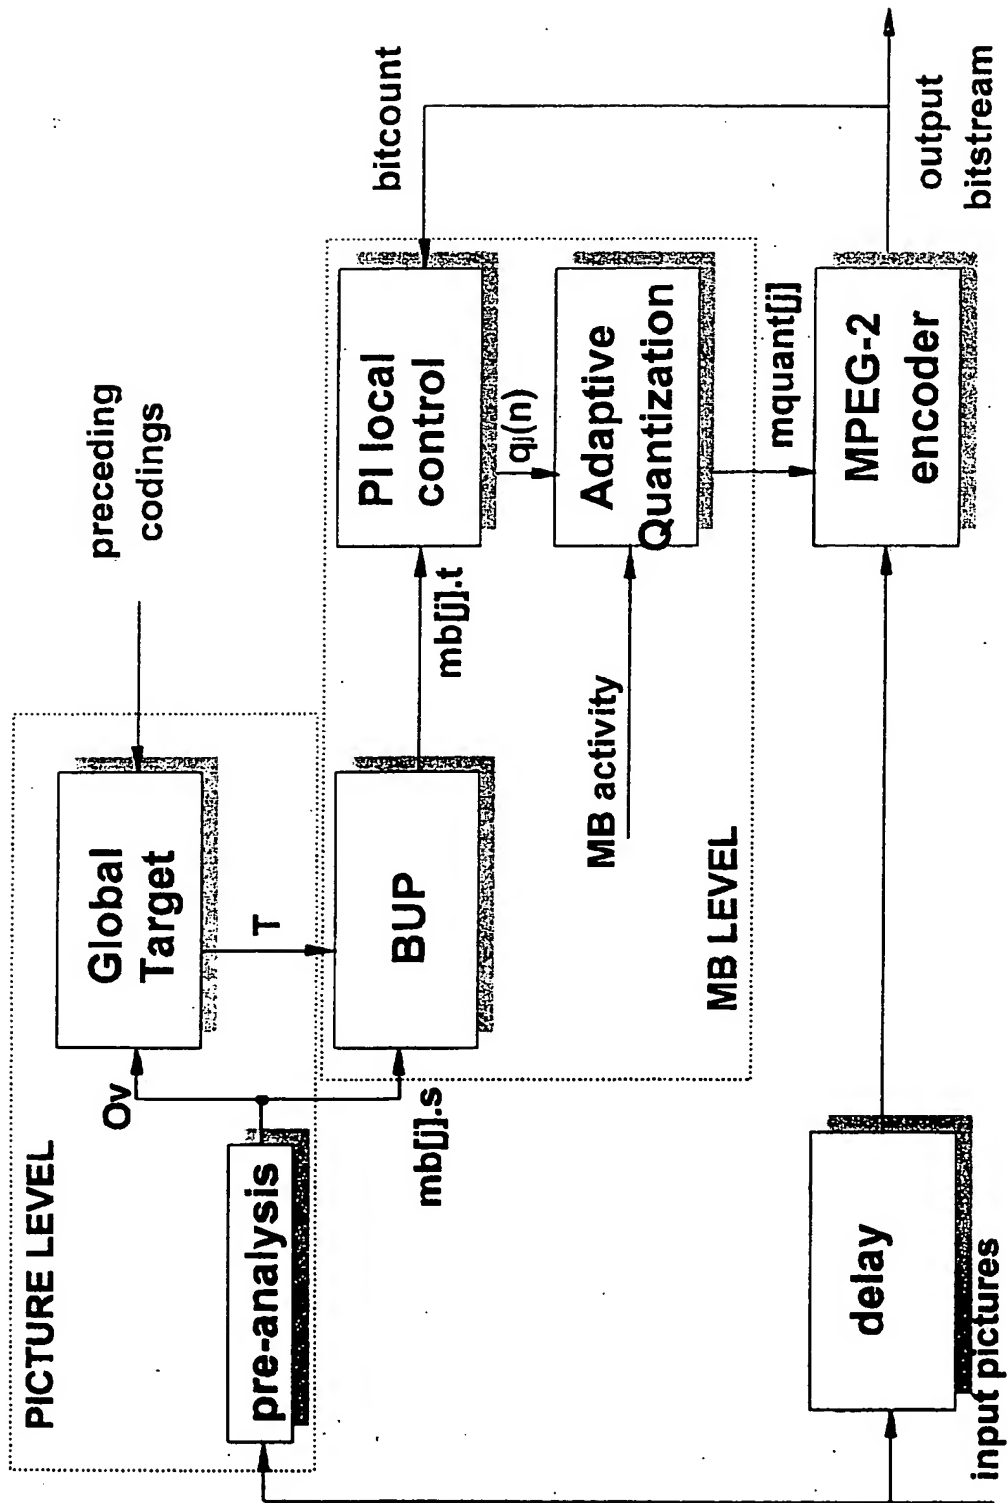 PICTURE LEVEL
pre-analysis
Ov
Global
Target
preceding
codings
T
mb[j].s
BUP
mb[j].t
PI local
control
bitcount
qj(n)
MB activity
Adaptive
Quantization
MB LEVEL
mquant[j]
delay
MPEG-2
encoder
input pictures
output
bitstream